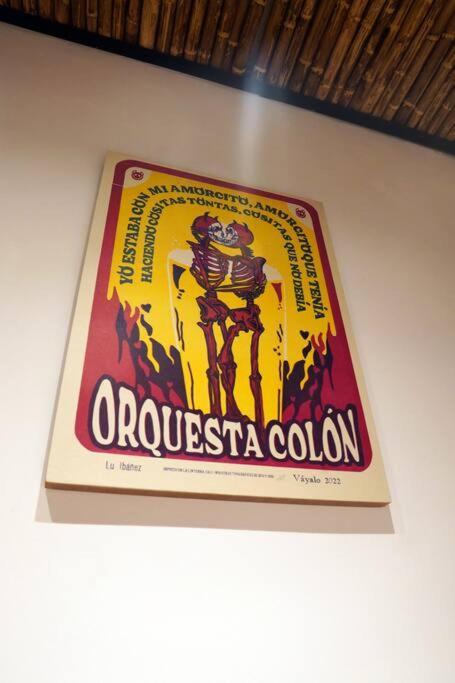 YO ESTABA CON MI AMORCITO, AMORCITO QUE TENÍA
HACIENDO COSITAS TONTAS, COSITAS QUE NO DEBÍA
ORQUESTA COLÓN
Lu Ibáñez
Váyalo 2022